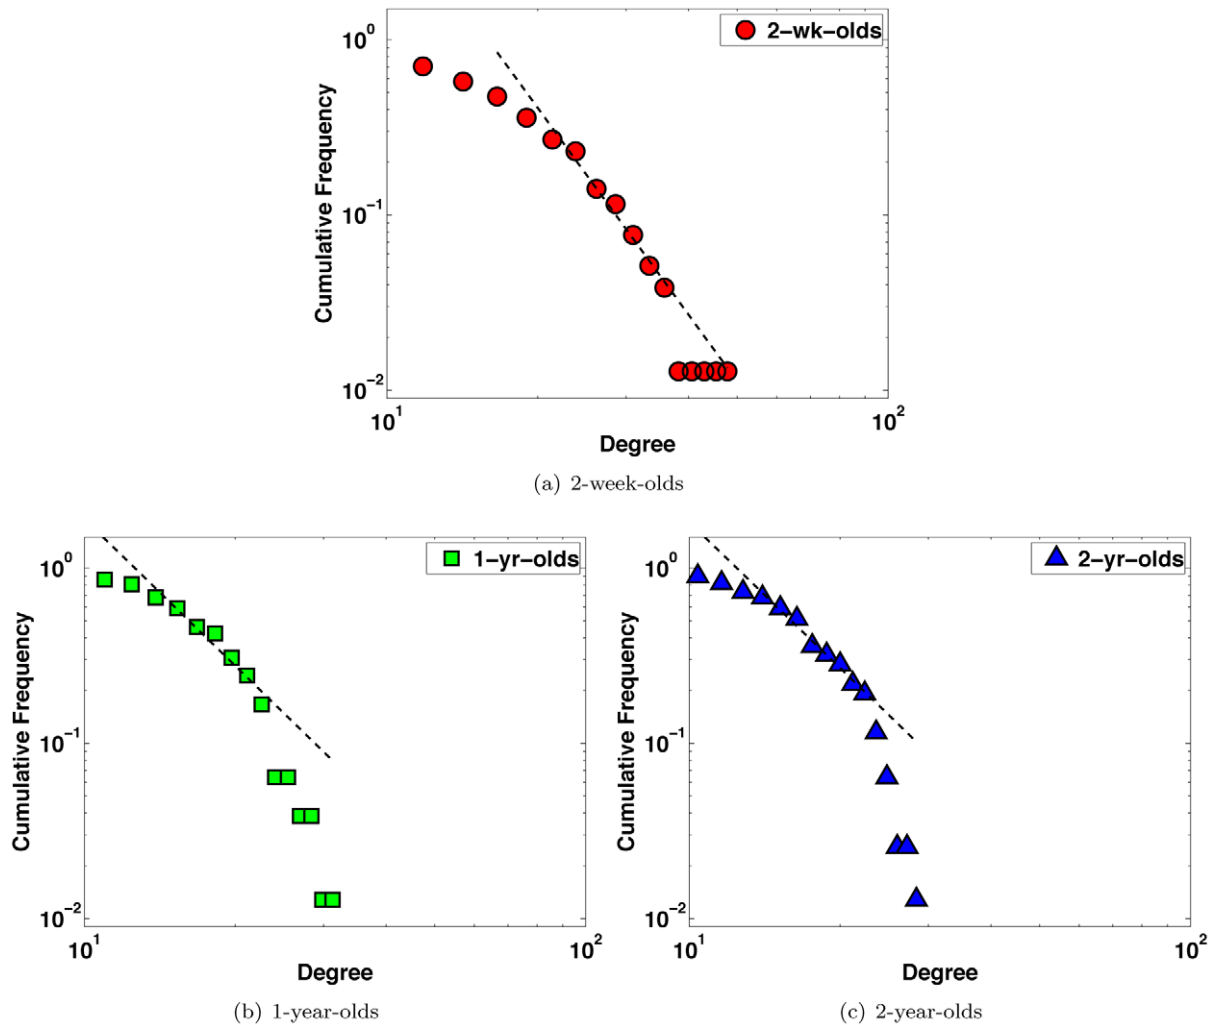 2-wk-olds
10^0
10^-1
10^-2
Cumulative Frequency
10^1
10^2
Degree
(a) 2-week-olds
1-yr-olds
10^0
10^-1
10^-2
Cumulative Frequency
10^1
10^2
Degree
(b) 1-year-olds
2-yr-olds
10^0
10^-1
10^-2
Cumulative Frequency
10^1
10^2
Degree
(c) 2-year-olds